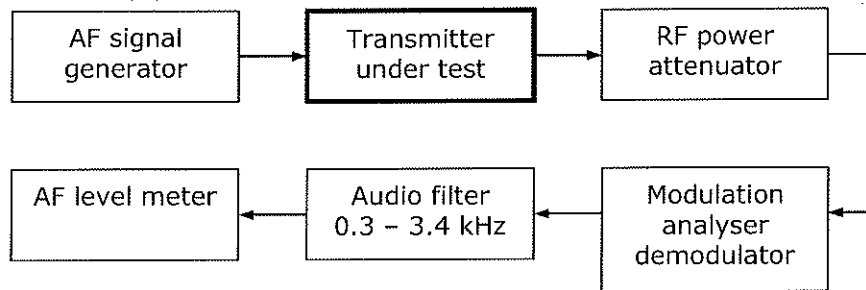 AF signal
generator
Transmitter
under test
RF power
attenuator
AF level meter
Audio filter
0.3 – 3.4 kHz
Modulation
analyser
demodulator